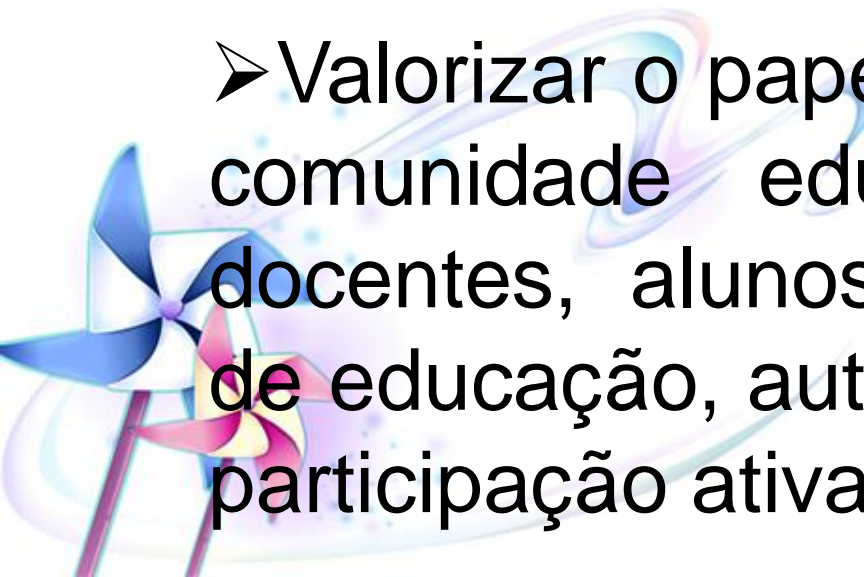 ➢Valorizar o pape
comunidade edu
docentes, alunos
de educação, aut
participação ativa